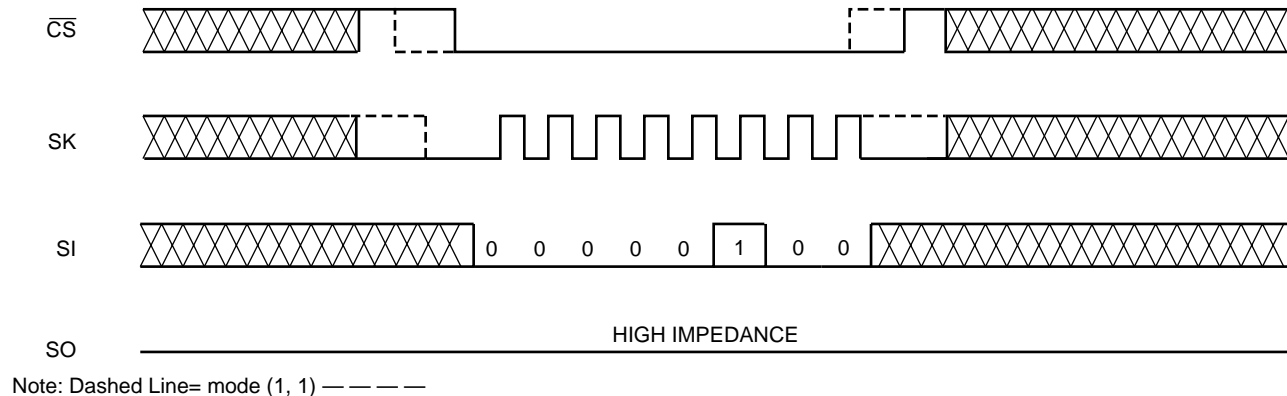 CS
SK
SI
0 0 0 0 0 1 0 0
HIGH IMPEDANCE
SO
Note: Dashed Line= mode (1, 1) — — — —